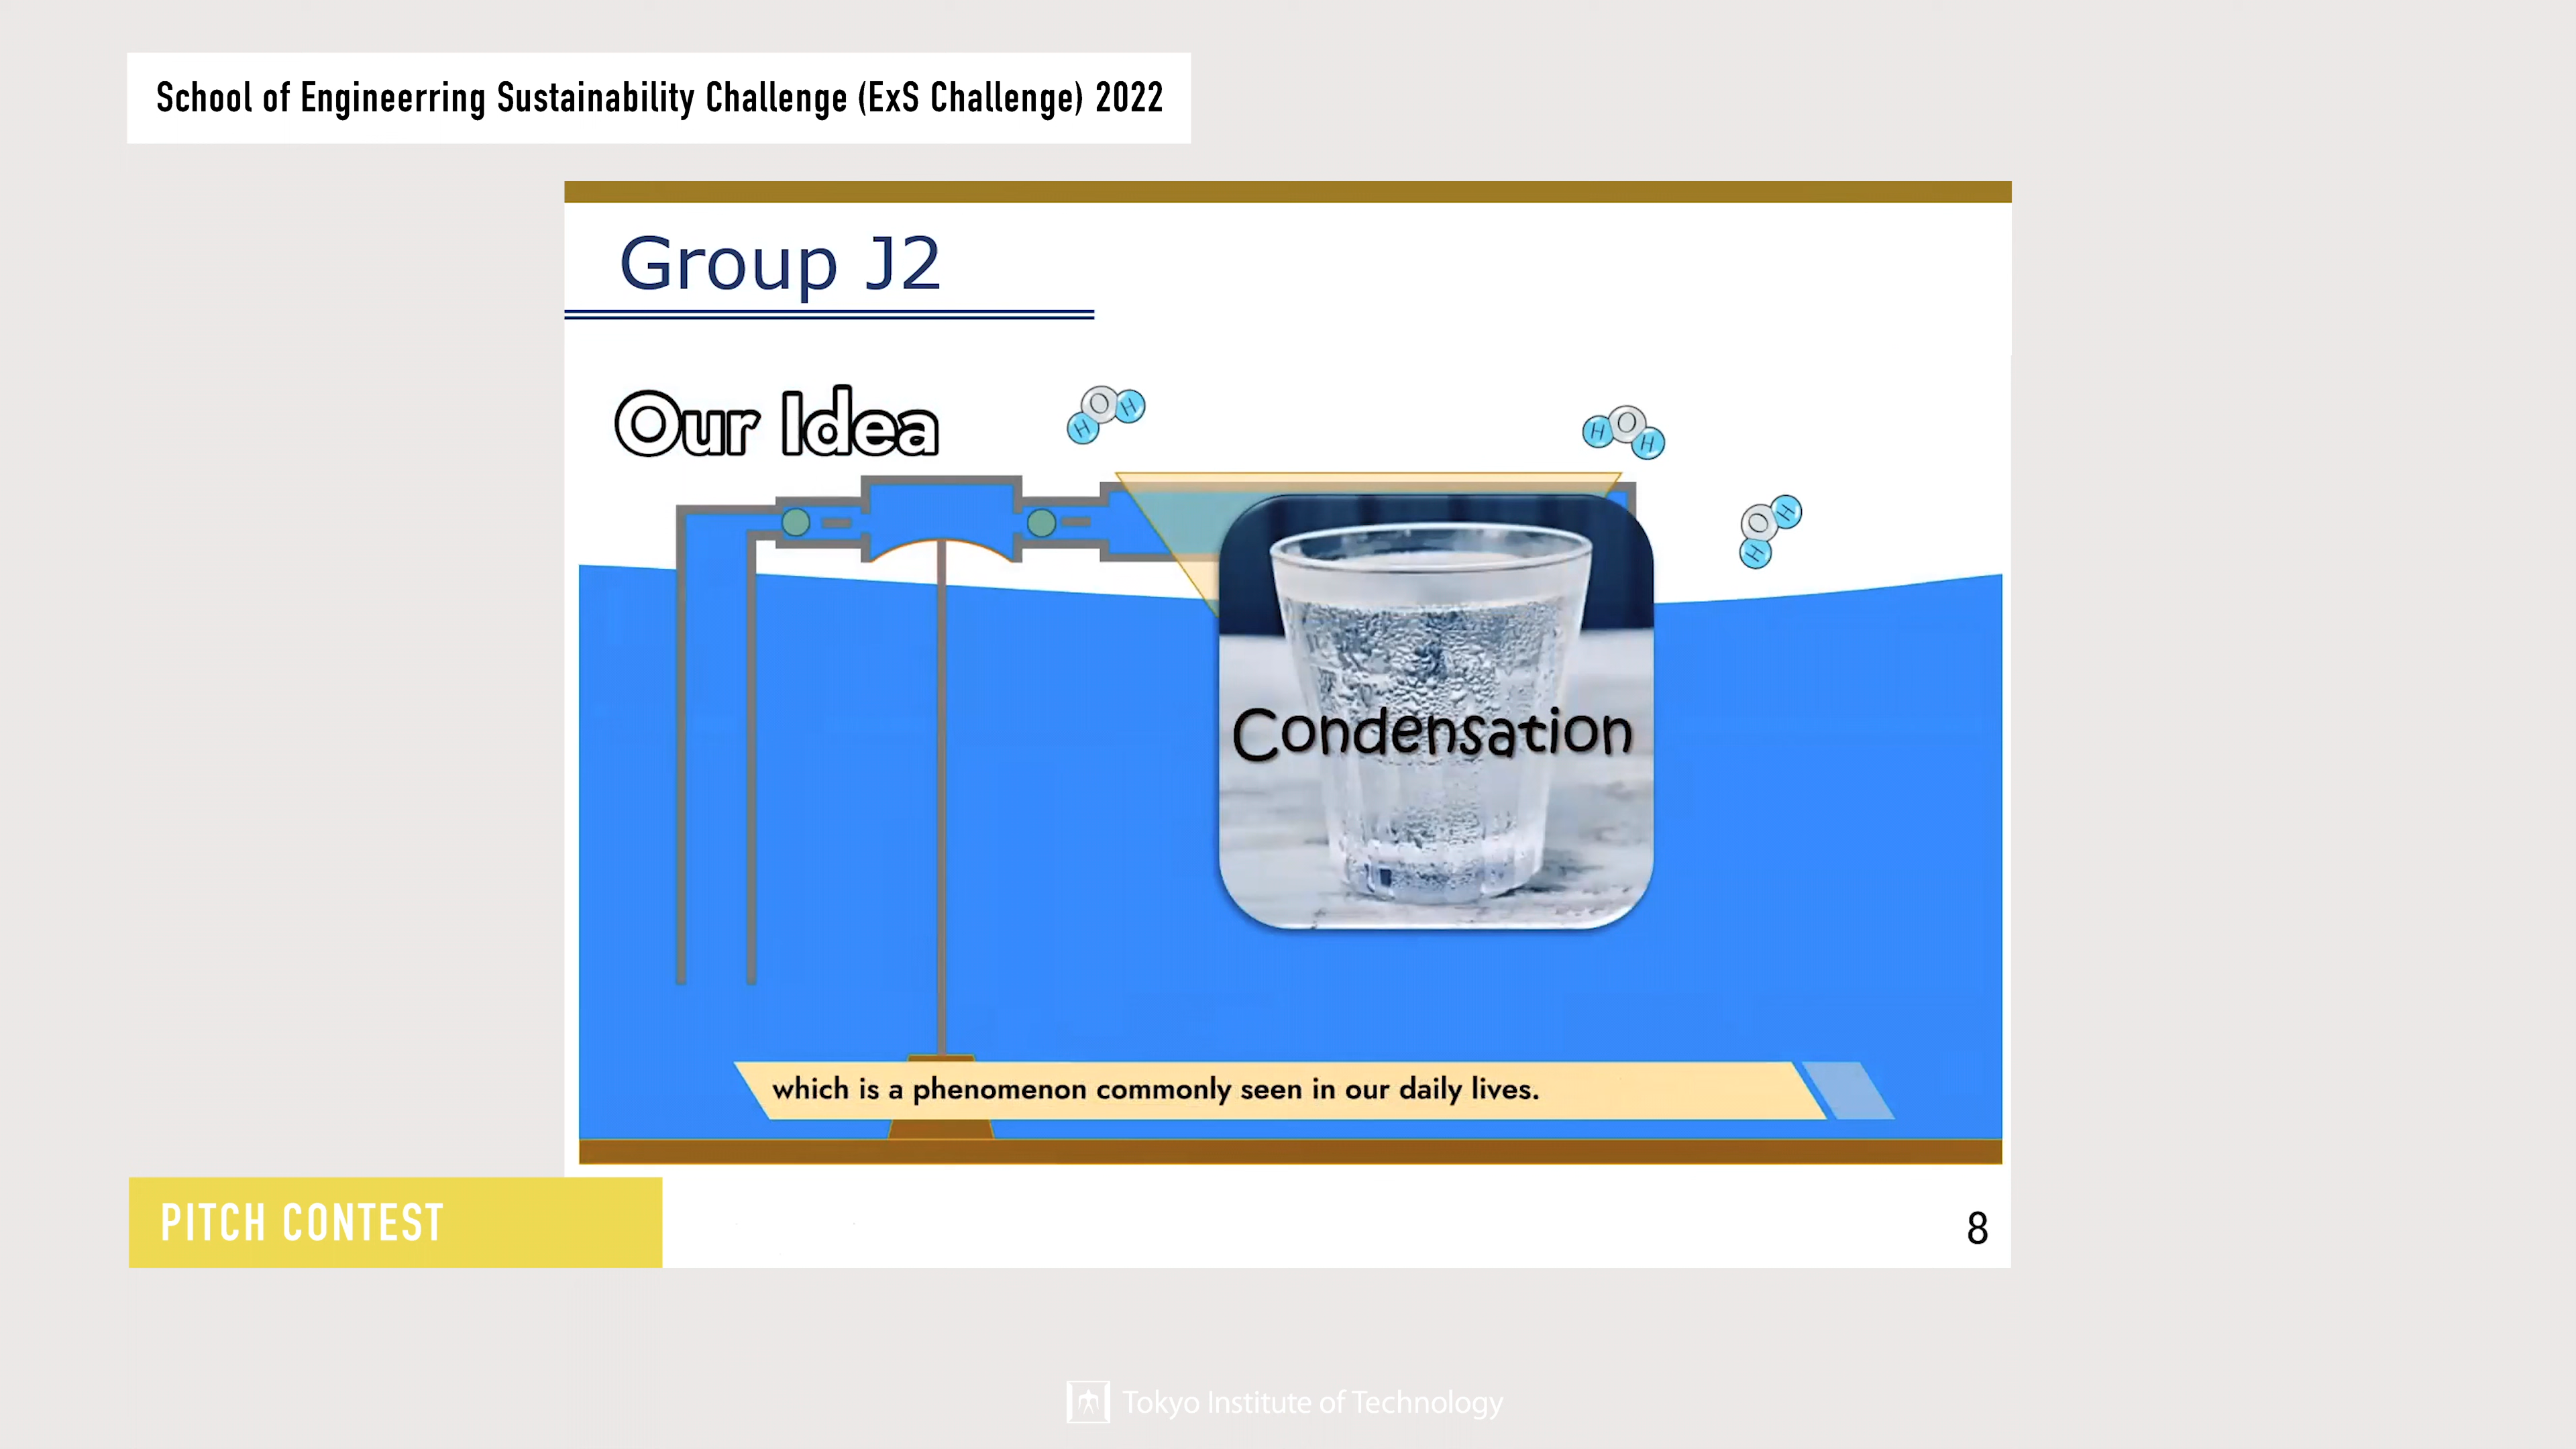 School of Engineerring Sustainability Challenge (ExS Challenge) 2022
Group J2
Our Idea
H O H
H O H
O H
H
Condensation
which is a phenomenon commonly seen in our daily lives.
PITCH CONTEST
8
Tokyo Institute of Technology